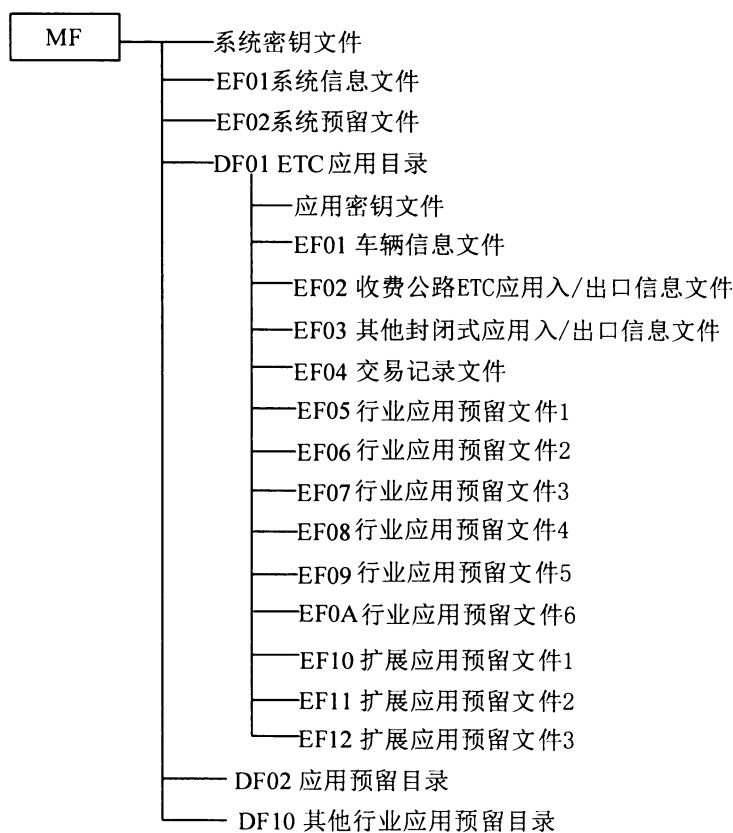 MF
系统密钥文件
EF01系统信息文件
EF02系统预留文件
DF01 ETC应用目录
应用密钥文件
EF01 车辆信息文件
EF02 收费公路ETC应用入/出口信息文件
EF03 其他封闭式应用入/出口信息文件
EF04 交易记录文件
EF05 行业应用预留文件1
EF06 行业应用预留文件2
EF07 行业应用预留文件3
EF08 行业应用预留文件4
EF09 行业应用预留文件5
EF0A 行业应用预留文件6
EF10 扩展应用预留文件1
EF11 扩展应用预留文件2
EF12 扩展应用预留文件3
DF02 应用预留目录
DF10 其他行业应用预留目录